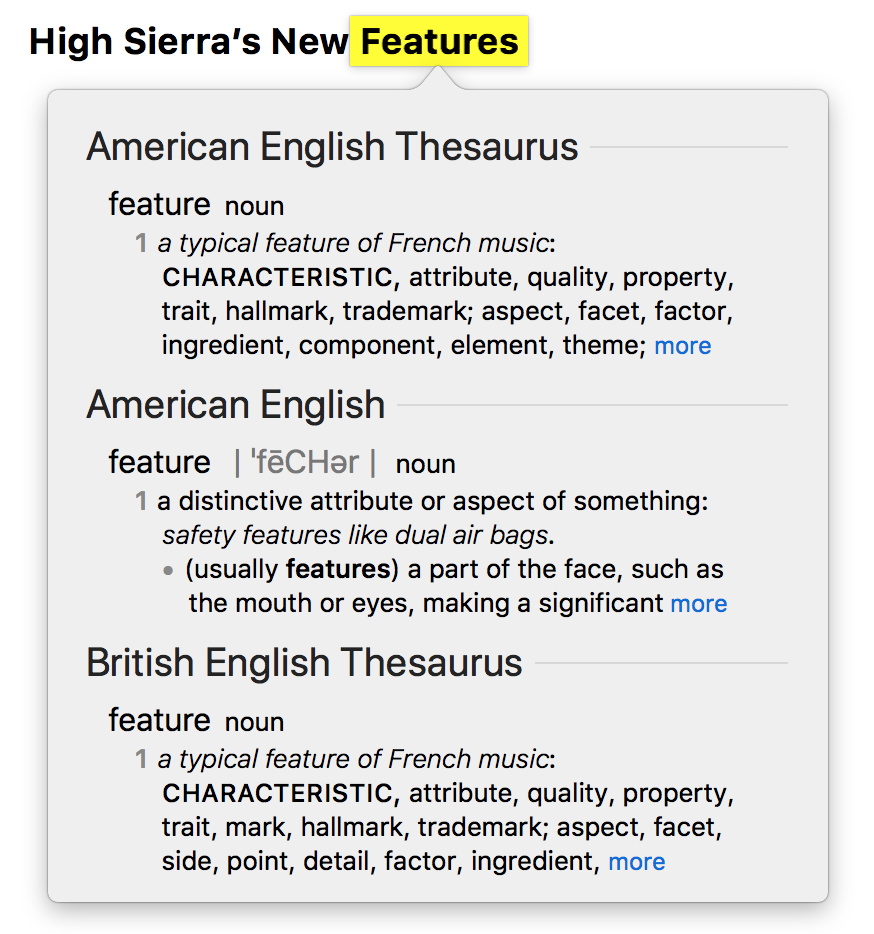 High Sierra’s New Features
American English Thesaurus
feature noun
1 a typical feature of French music:
CHARACTERISTIC, attribute, quality, property,
trait, hallmark, trademark; aspect, facet, factor,
ingredient, component, element, theme; more
American English
feature | ˈfēCHər | noun
1 a distinctive attribute or aspect of something:
safety features like dual air bags.
• (usually features) a part of the face, such as
the mouth or eyes, making a significant more
British English Thesaurus
feature noun
1 a typical feature of French music:
CHARACTERISTIC, attribute, quality, property,
trait, mark, hallmark, trademark; aspect, facet,
side, point, detail, factor, ingredient, more